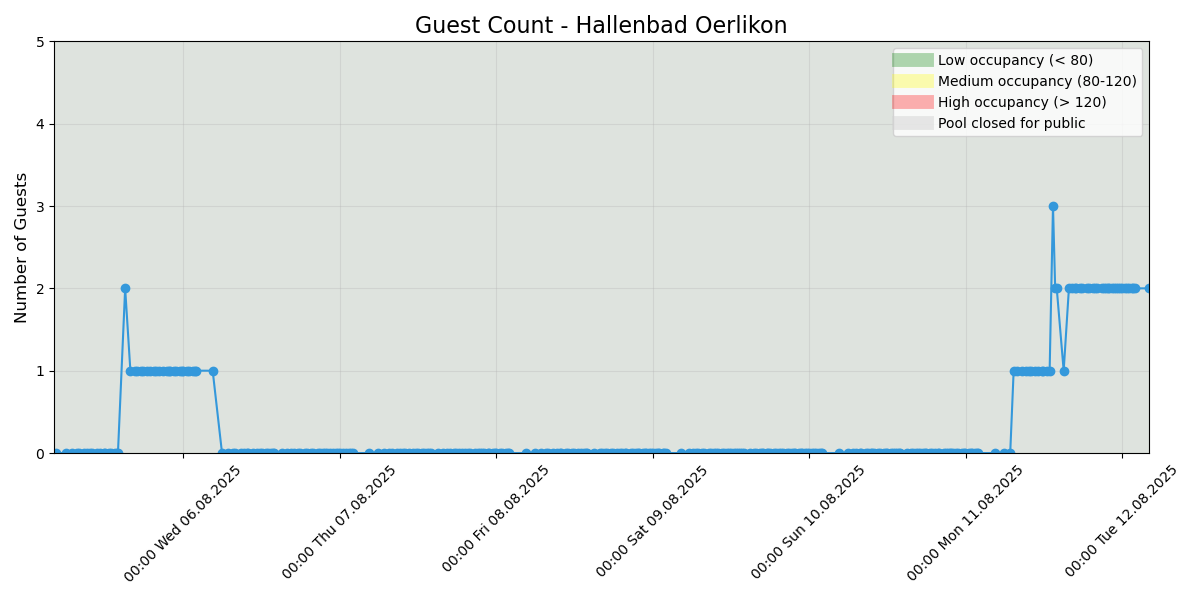 Guest Count - Hallenbad Oerlikon
Number of Guests
5
4
3
2
1
0
Low occupancy (< 80)
Medium occupancy (80-120)
High occupancy (> 120)
Pool closed for public
00:00 Wed 06.08.2025
00:00 Thu 07.08.2025
00:00 Fri 08.08.2025
00:00 Sat 09.08.2025
00:00 Sun 10.08.2025
00:00 Mon 11.08.2025
00:00 Tue 12.08.2025